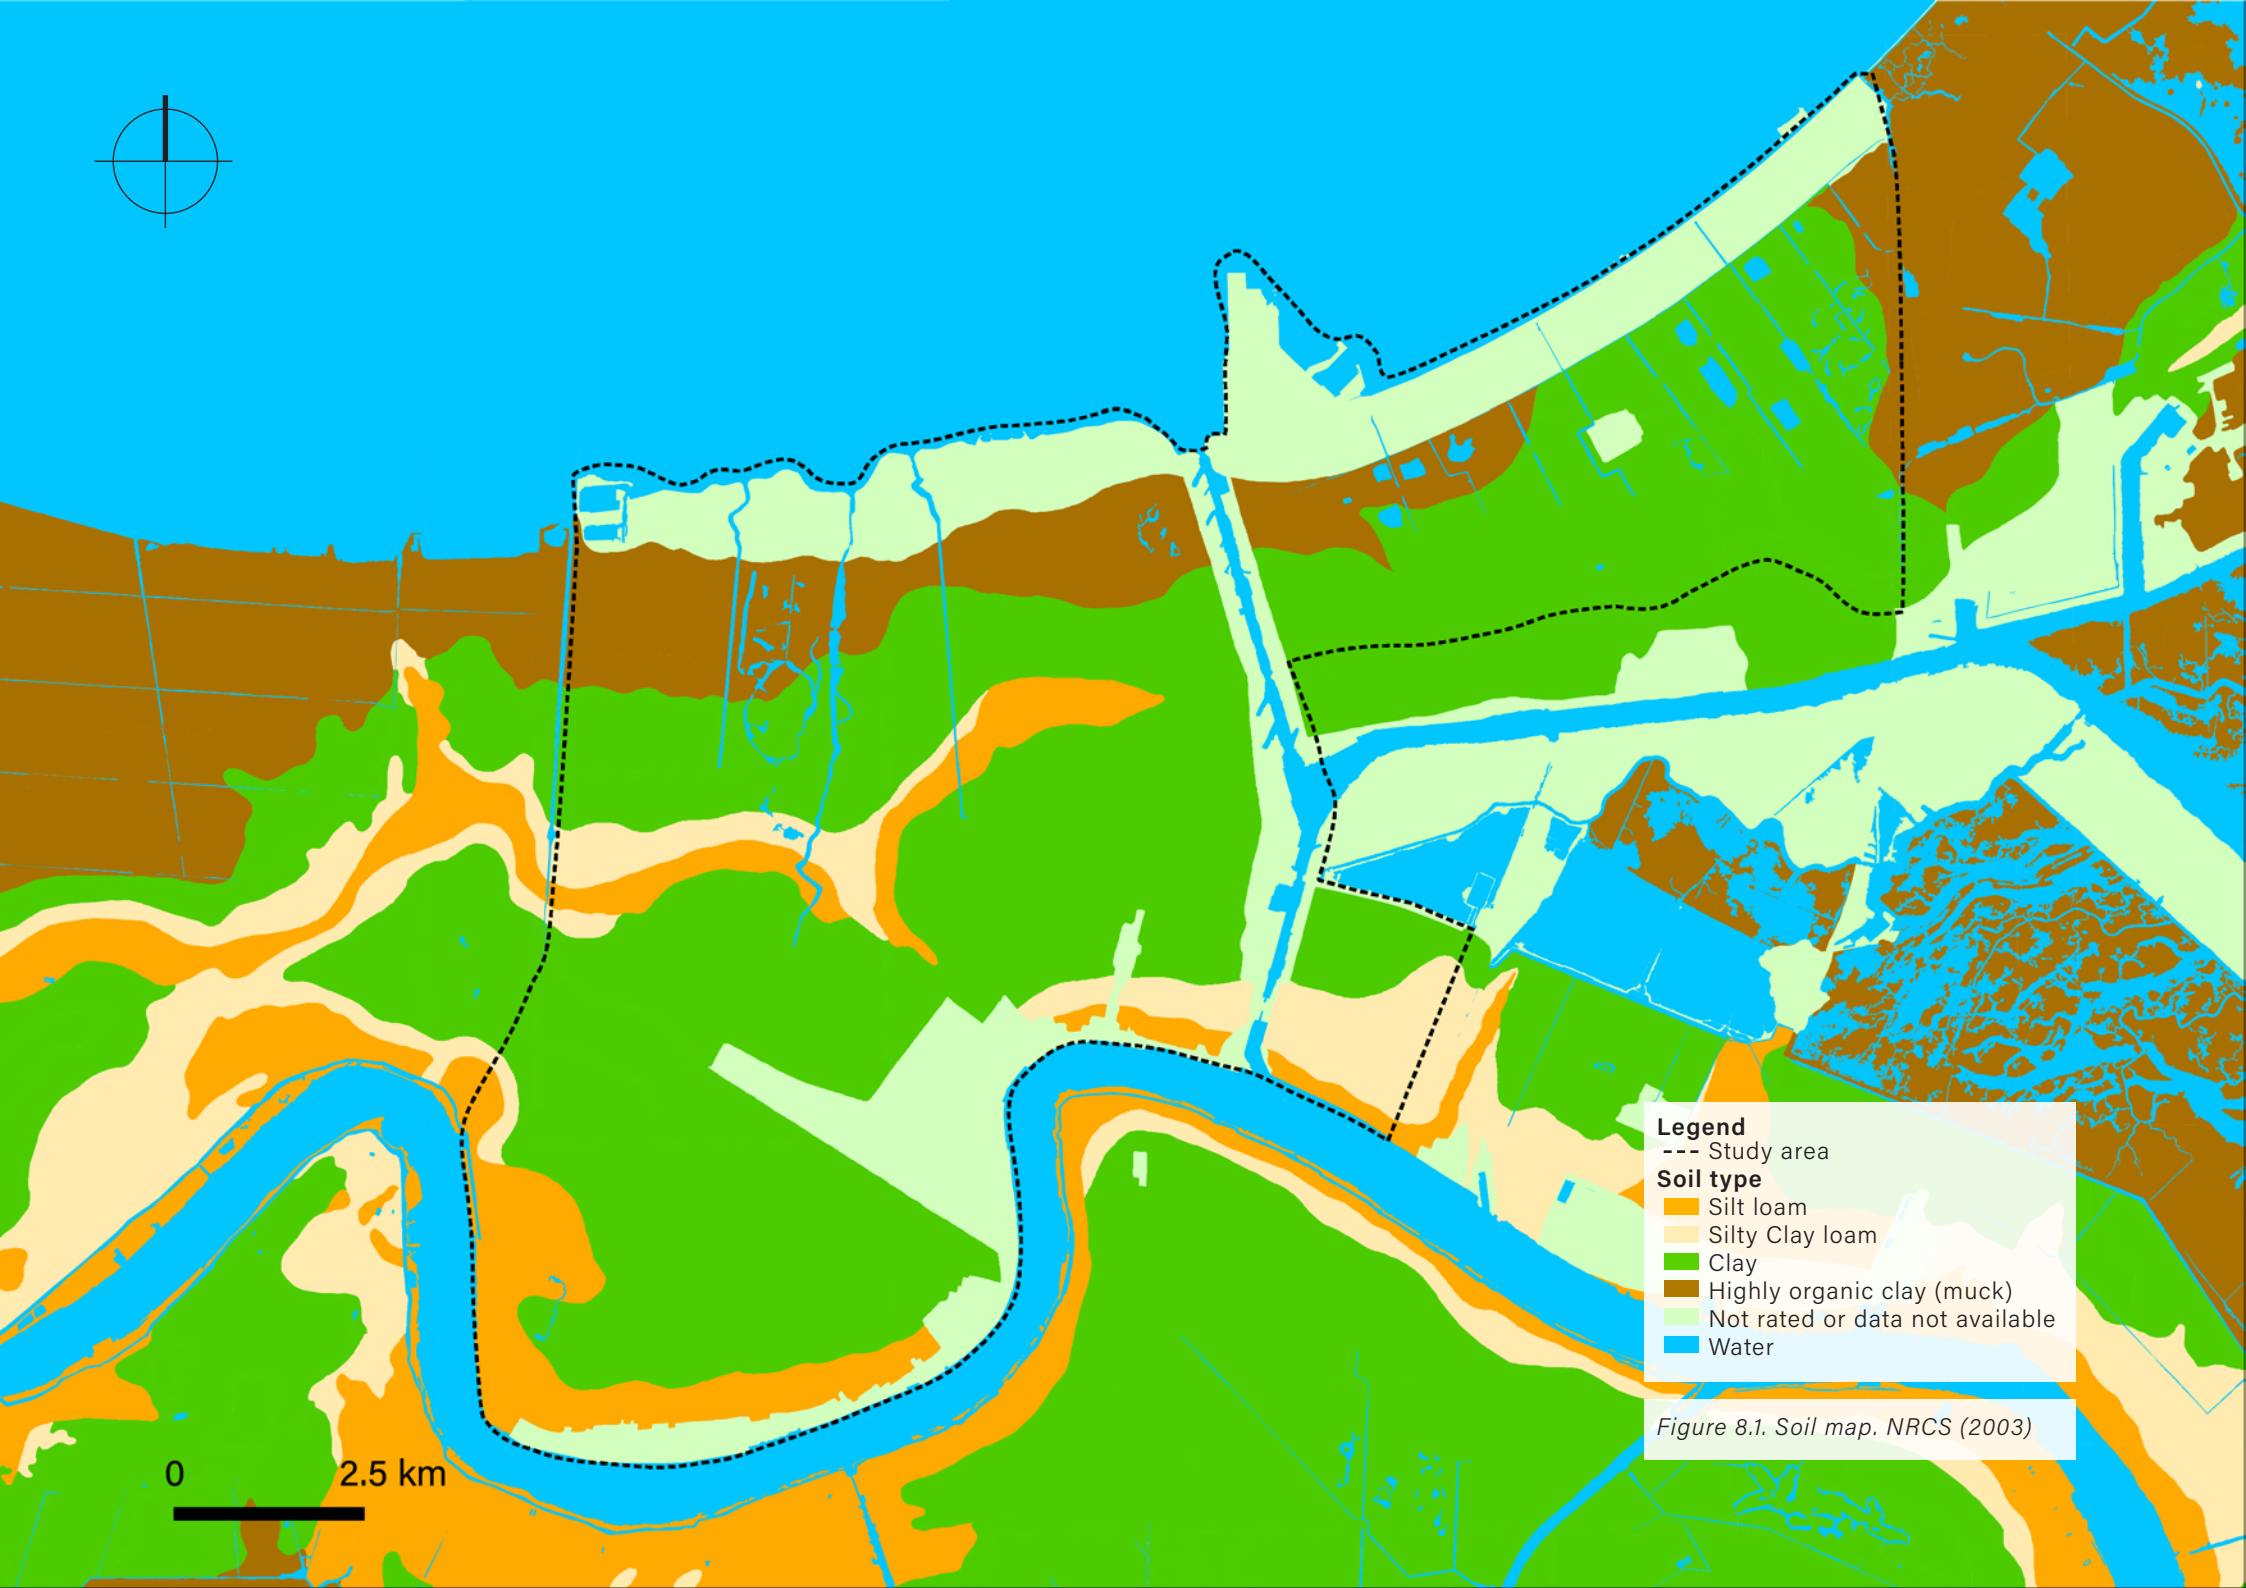 Legend
Study area
Soil type
Silt loam
Silty Clay loam
Clay
Highly organic clay (muck)
Not rated or data not available
Water
Figure 8.1. Soil map. NRCS (2003)
0 2.5 km